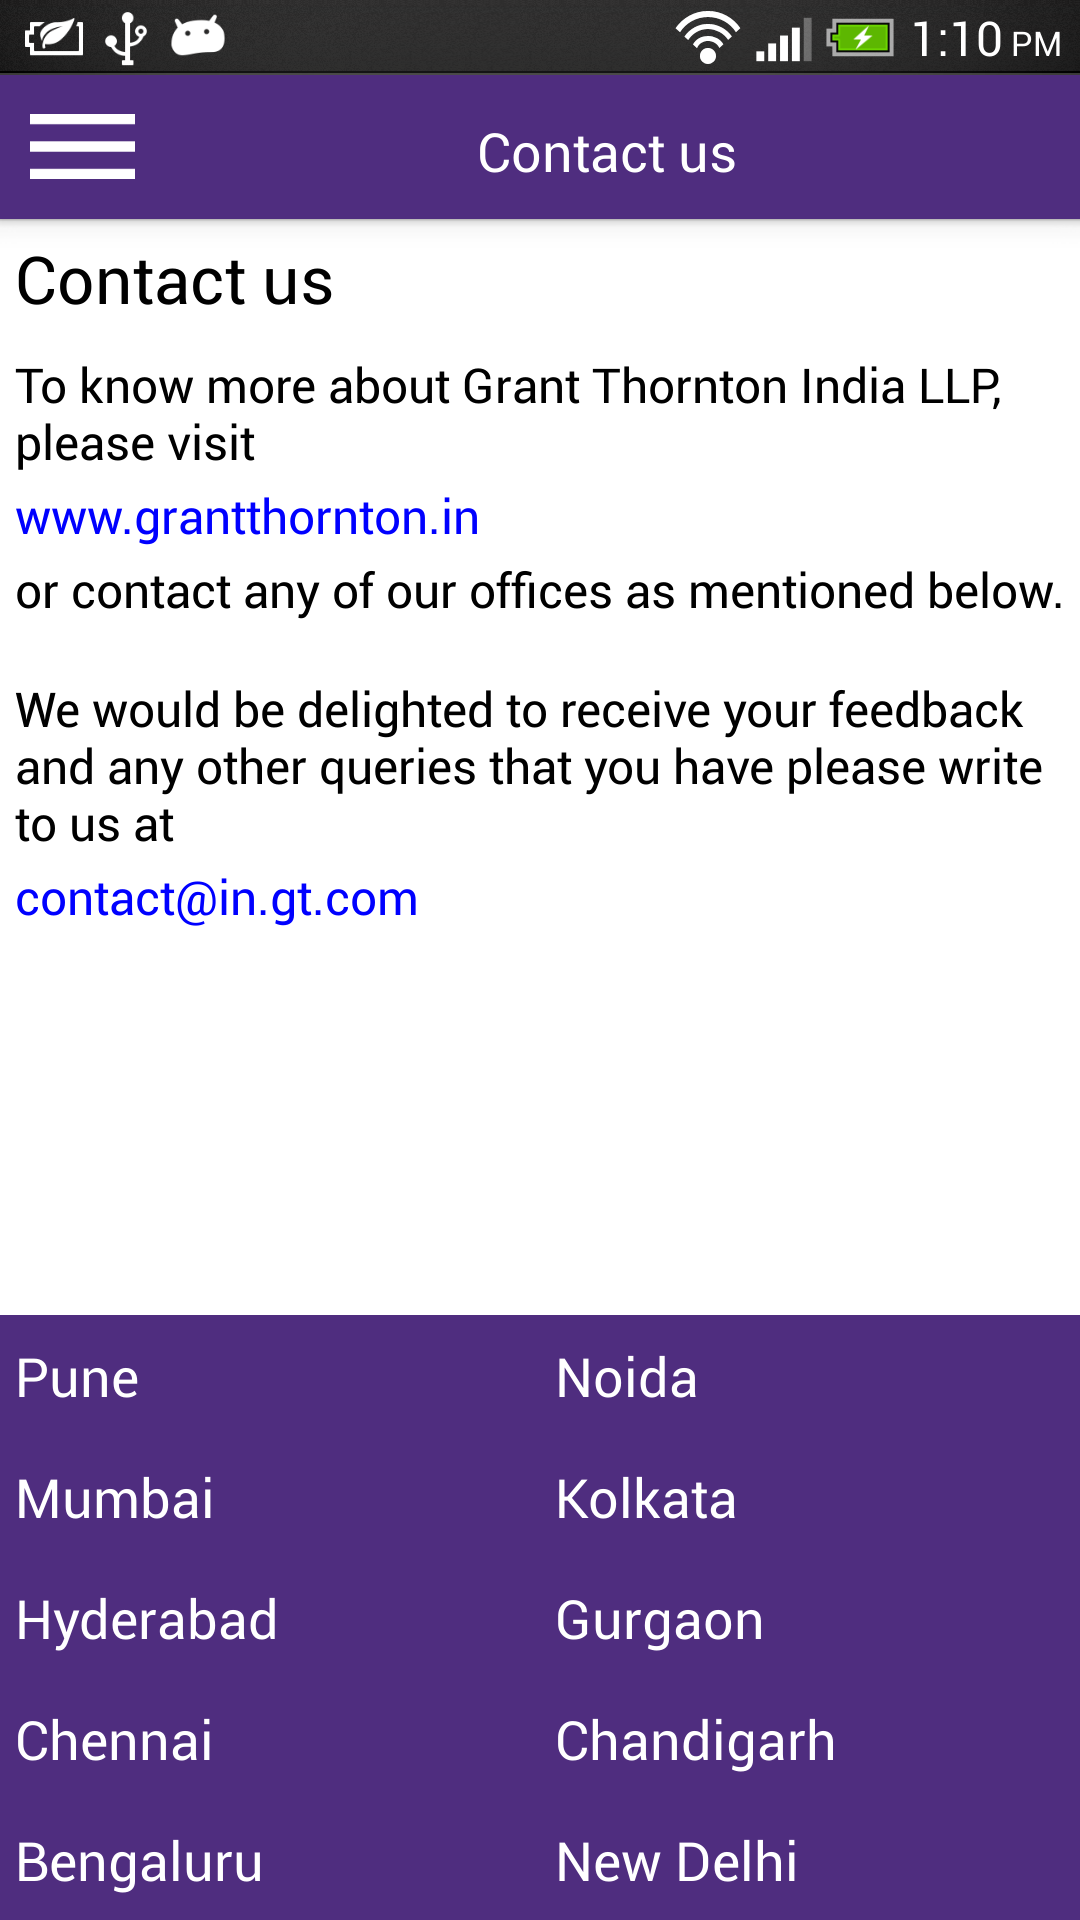 1:10 PM
Contact us
Contact us
To know more about Grant Thornton India LLP,
please visit
www.grantthornton.in
or contact any of our offices as mentioned below.
We would be delighted to receive your feedback
and any other queries that you have please write
to us at
contact@in.gt.com
Pune Noida
Mumbai Kolkata
Hyderabad Gurgaon
Chennai Chandigarh
Bengaluru New Delhi